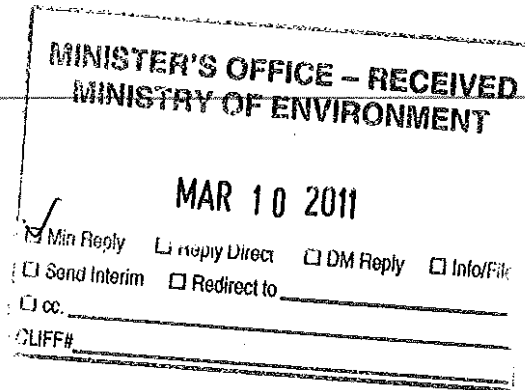 MINISTER'S OFFICE – RECEIVED
MINISTRY OF ENVIRONMENT
MAR 10 2011
Min Reply Reply Direct DM Reply Info/File
Send Interim Redirect to
cc.
CLIFF#